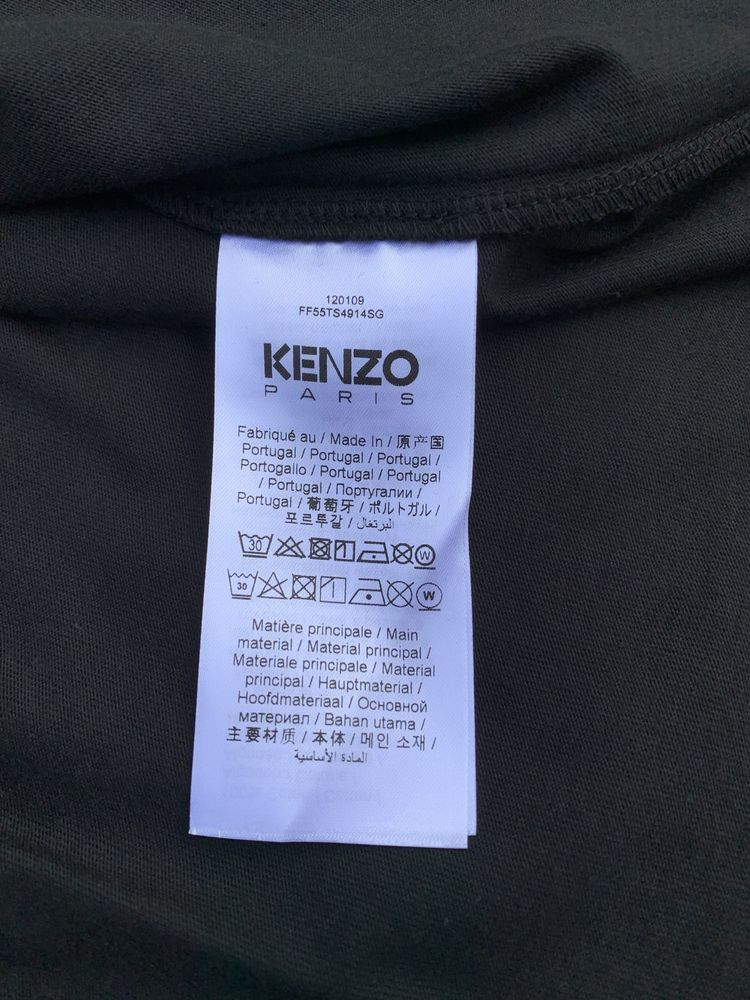 120109
FF55TS4914SG
KENZO
PARIS
Fabriqué au / Made In / 原产国
Portugal / Portugal / Portugal /
Portogallo / Portugal / Portugal
/ Portugal / Португалии /
Portugal / 葡萄牙 / ポルトガル /
포르투갈 / البرتغال
30 W
30 W
Matière principale / Main
material / Material principal /
Materiale principale / Material
principal / Hauptmaterial /
Hoofdmateriaal / Основной
материал / Bahan utama /
主要材质 / 本体 / 메인 소재 /
المادة الأساسية